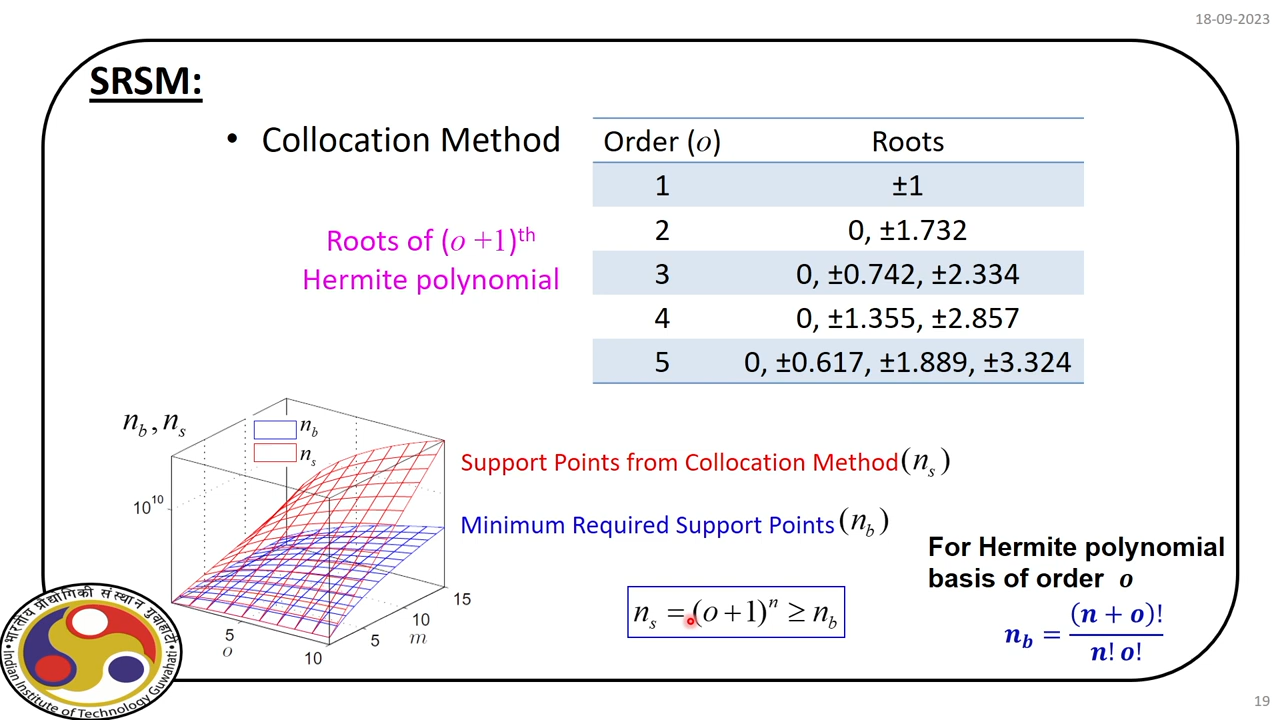 18-09-2023
SRSM:
• Collocation Method
Roots of (o +1)th
Hermite polynomial
Order (o) Roots
1 ±1
2 0, ±1.732
3 0, ±0.742, ±2.334
4 0, ±1.355, ±2.857
5 0, ±0.617, ±1.889, ±3.324
n_b, n_s
n_b
n_s
10^10
5
o
10
5
m
10
15
Support Points from Collocation Method (n_s)
Minimum Required Support Points (n_b)
n_s = (o+1)^n ≥ n_b
For Hermite polynomial
basis of order o
n_b = (n + o)! / n! o!
भारतीय प्रौद्योगिकी संस्थान गुवाहाटी
Indian Institute of Technology Guwahati
19